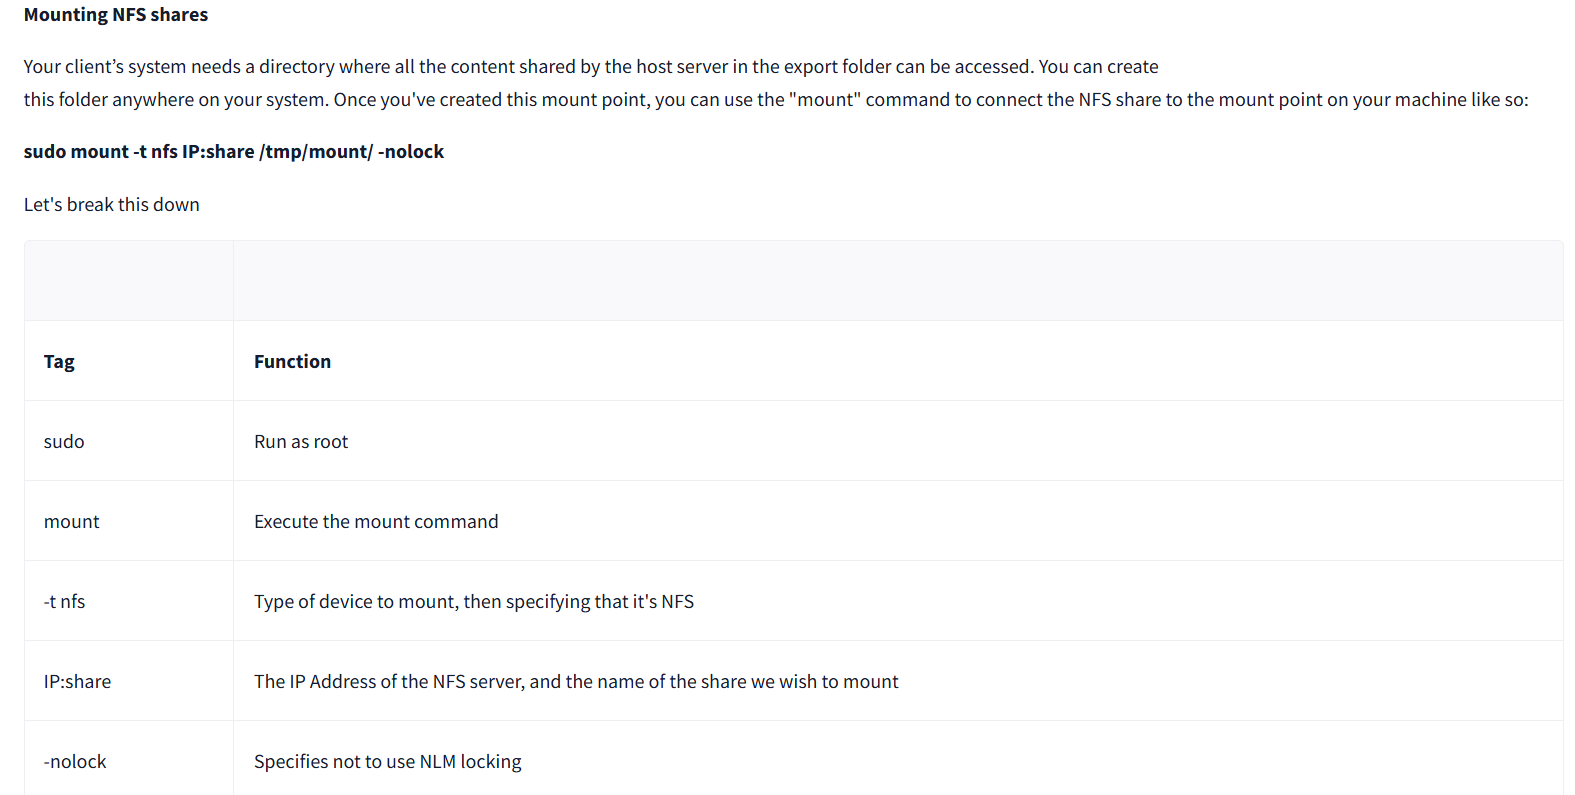 Mounting NFS shares
Your client’s system needs a directory where all the content shared by the host server in the export folder can be accessed. You can create
this folder anywhere on your system. Once you've created this mount point, you can use the "mount" command to connect the NFS share to the mount point on your machine like so:
sudo mount -t nfs IP:share /tmp/mount/ -nolock
Let's break this down
Tag Function
sudo Run as root
mount Execute the mount command
-t nfs Type of device to mount, then specifying that it's NFS
IP:share The IP Address of the NFS server, and the name of the share we wish to mount
-nolock Specifies not to use NLM locking